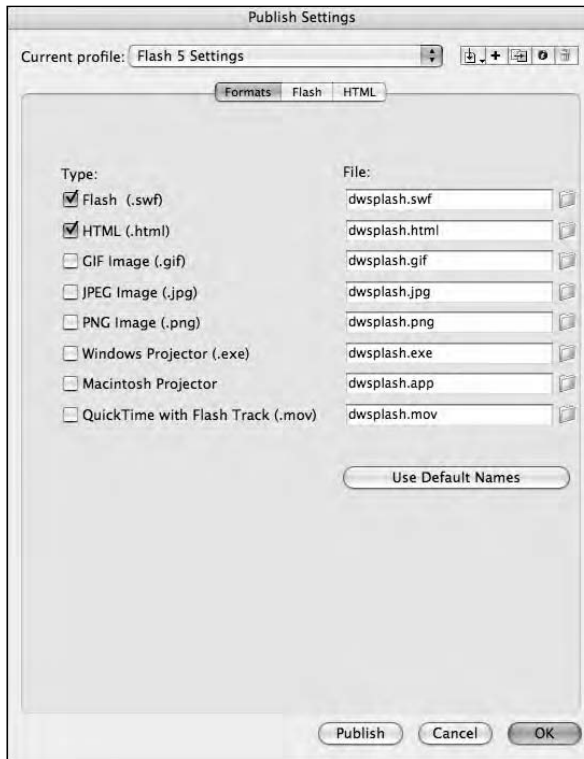 Publish Settings
Current profile: Flash 5 Settings
Formats Flash HTML
Type: File:
Flash (.swf) dwsplash.swf
HTML (.html) dwsplash.html
GIF Image (.gif) dwsplash.gif
JPEG Image (.jpg) dwsplash.jpg
PNG Image (.png) dwsplash.png
Windows Projector (.exe) dwsplash.exe
Macintosh Projector dwsplash.app
QuickTime with Flash Track (.mov) dwsplash.mov
Use Default Names
Publish Cancel OK